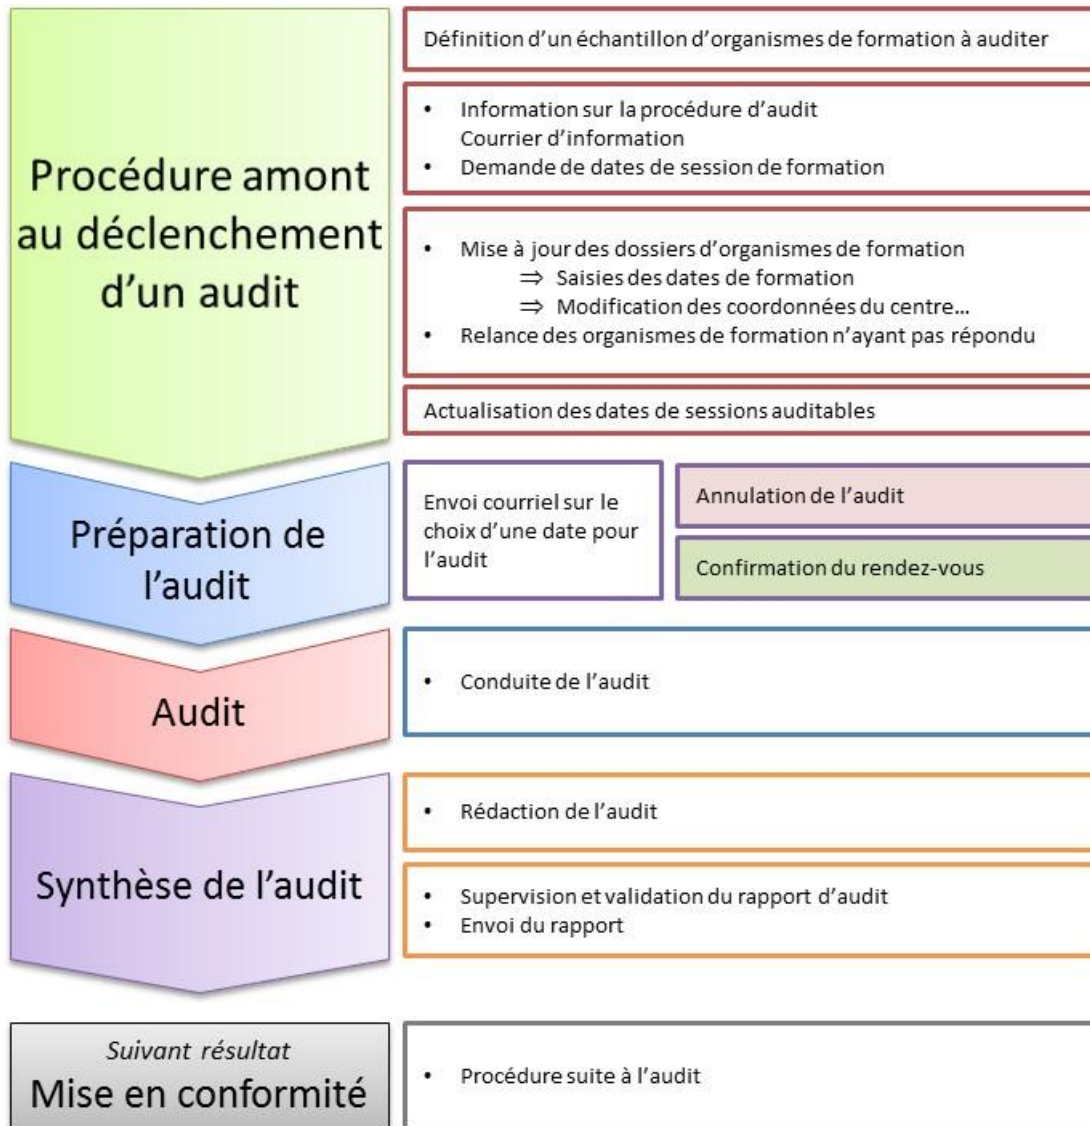 Procédure amont
au déclenchement
d'un audit
Définition d'un échantillon d'organismes de formation à auditer
• Information sur la procédure d'audit
Courrier d'information
• Demande de dates de session de formation
• Mise à jour des dossiers d'organismes de formation
⇒ Saisies des dates de formation
⇒ Modification des coordonnées du centre…
• Relance des organismes de formation n'ayant pas répondu
Actualisation des dates de sessions auditables
Préparation de
l'audit
Envoi courriel sur le
choix d'une date pour
l'audit
Annulation de l'audit
Confirmation du rendez-vous
Audit
• Conduite de l'audit
Synthèse de l'audit
• Rédaction de l'audit
• Supervision et validation du rapport d'audit
• Envoi du rapport
Suivant résultat
Mise en conformité
• Procédure suite à l'audit